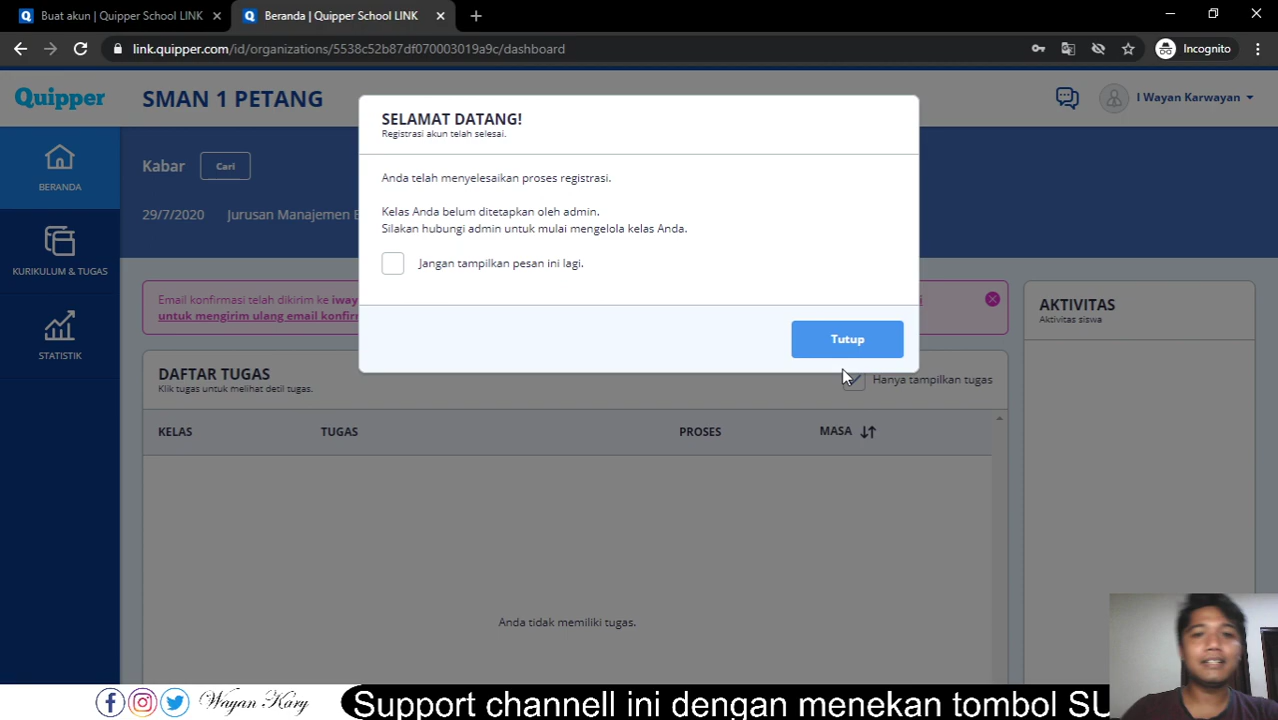 Buat akun | Quipper School LINK
Beranda | Quipper School LINK
link.quipper.com/id/organizations/5538c52b87df070003019a9c/dashboard
Incognito
Quipper
SMAN 1 PETANG
I Wayan Karwayan
SELAMAT DATANG!
Registrasi akun telah selesai.
Anda telah menyelesaikan proses registrasi.
Kelas Anda belum ditetapkan oleh admin.
Silakan hubungi admin untuk mulai mengelola kelas Anda.
Jangan tampilkan pesan ini lagi.
Tutup
BERANDA
KURIKULUM & TUGAS
STATISTIK
Kabar
Cari
29/7/2020 Jurusan Manajemen
Email konfirmasi telah dikirim ke
untuk mengirim ulang email
AKTIVITAS
Aktivitas siswa
DAFTAR TUGAS
Klik tugas untuk melihat detil tugas.
Hanya tampilkan tugas
KELAS TUGAS PROSES MASA
Anda tidak memiliki tugas.
Wayan Kary
Support channell ini dengan menekan tombol SU